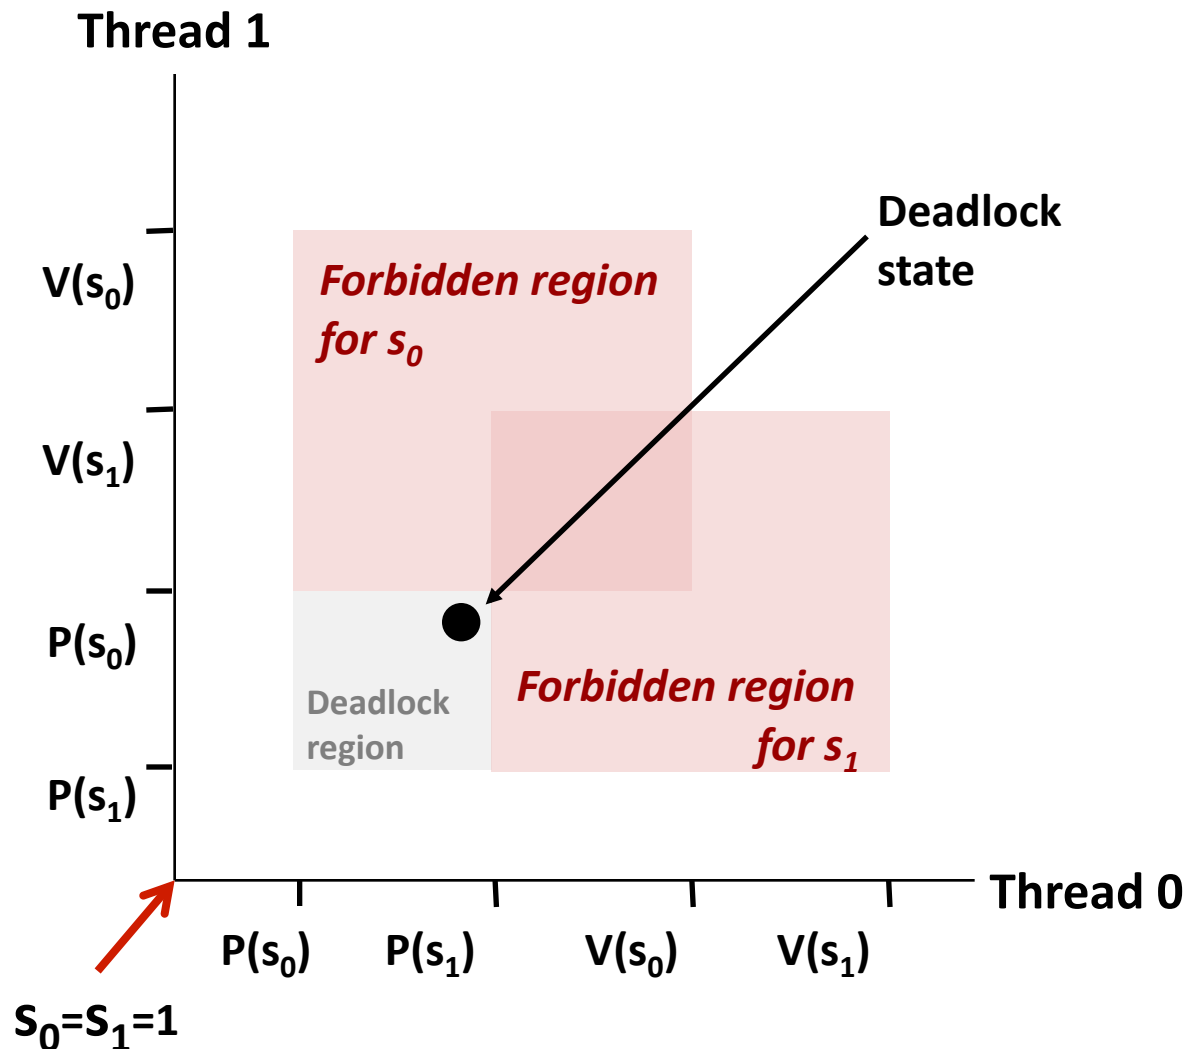 Thread 1
Deadlock
state
V(s₀)
Forbidden region
for s₀
V(s₁)
P(s₀)
Deadlock
region
Forbidden region
for s₁
P(s₁)
Thread 0
P(s₀) P(s₁) V(s₀) V(s₁)
s₀=s₁=1